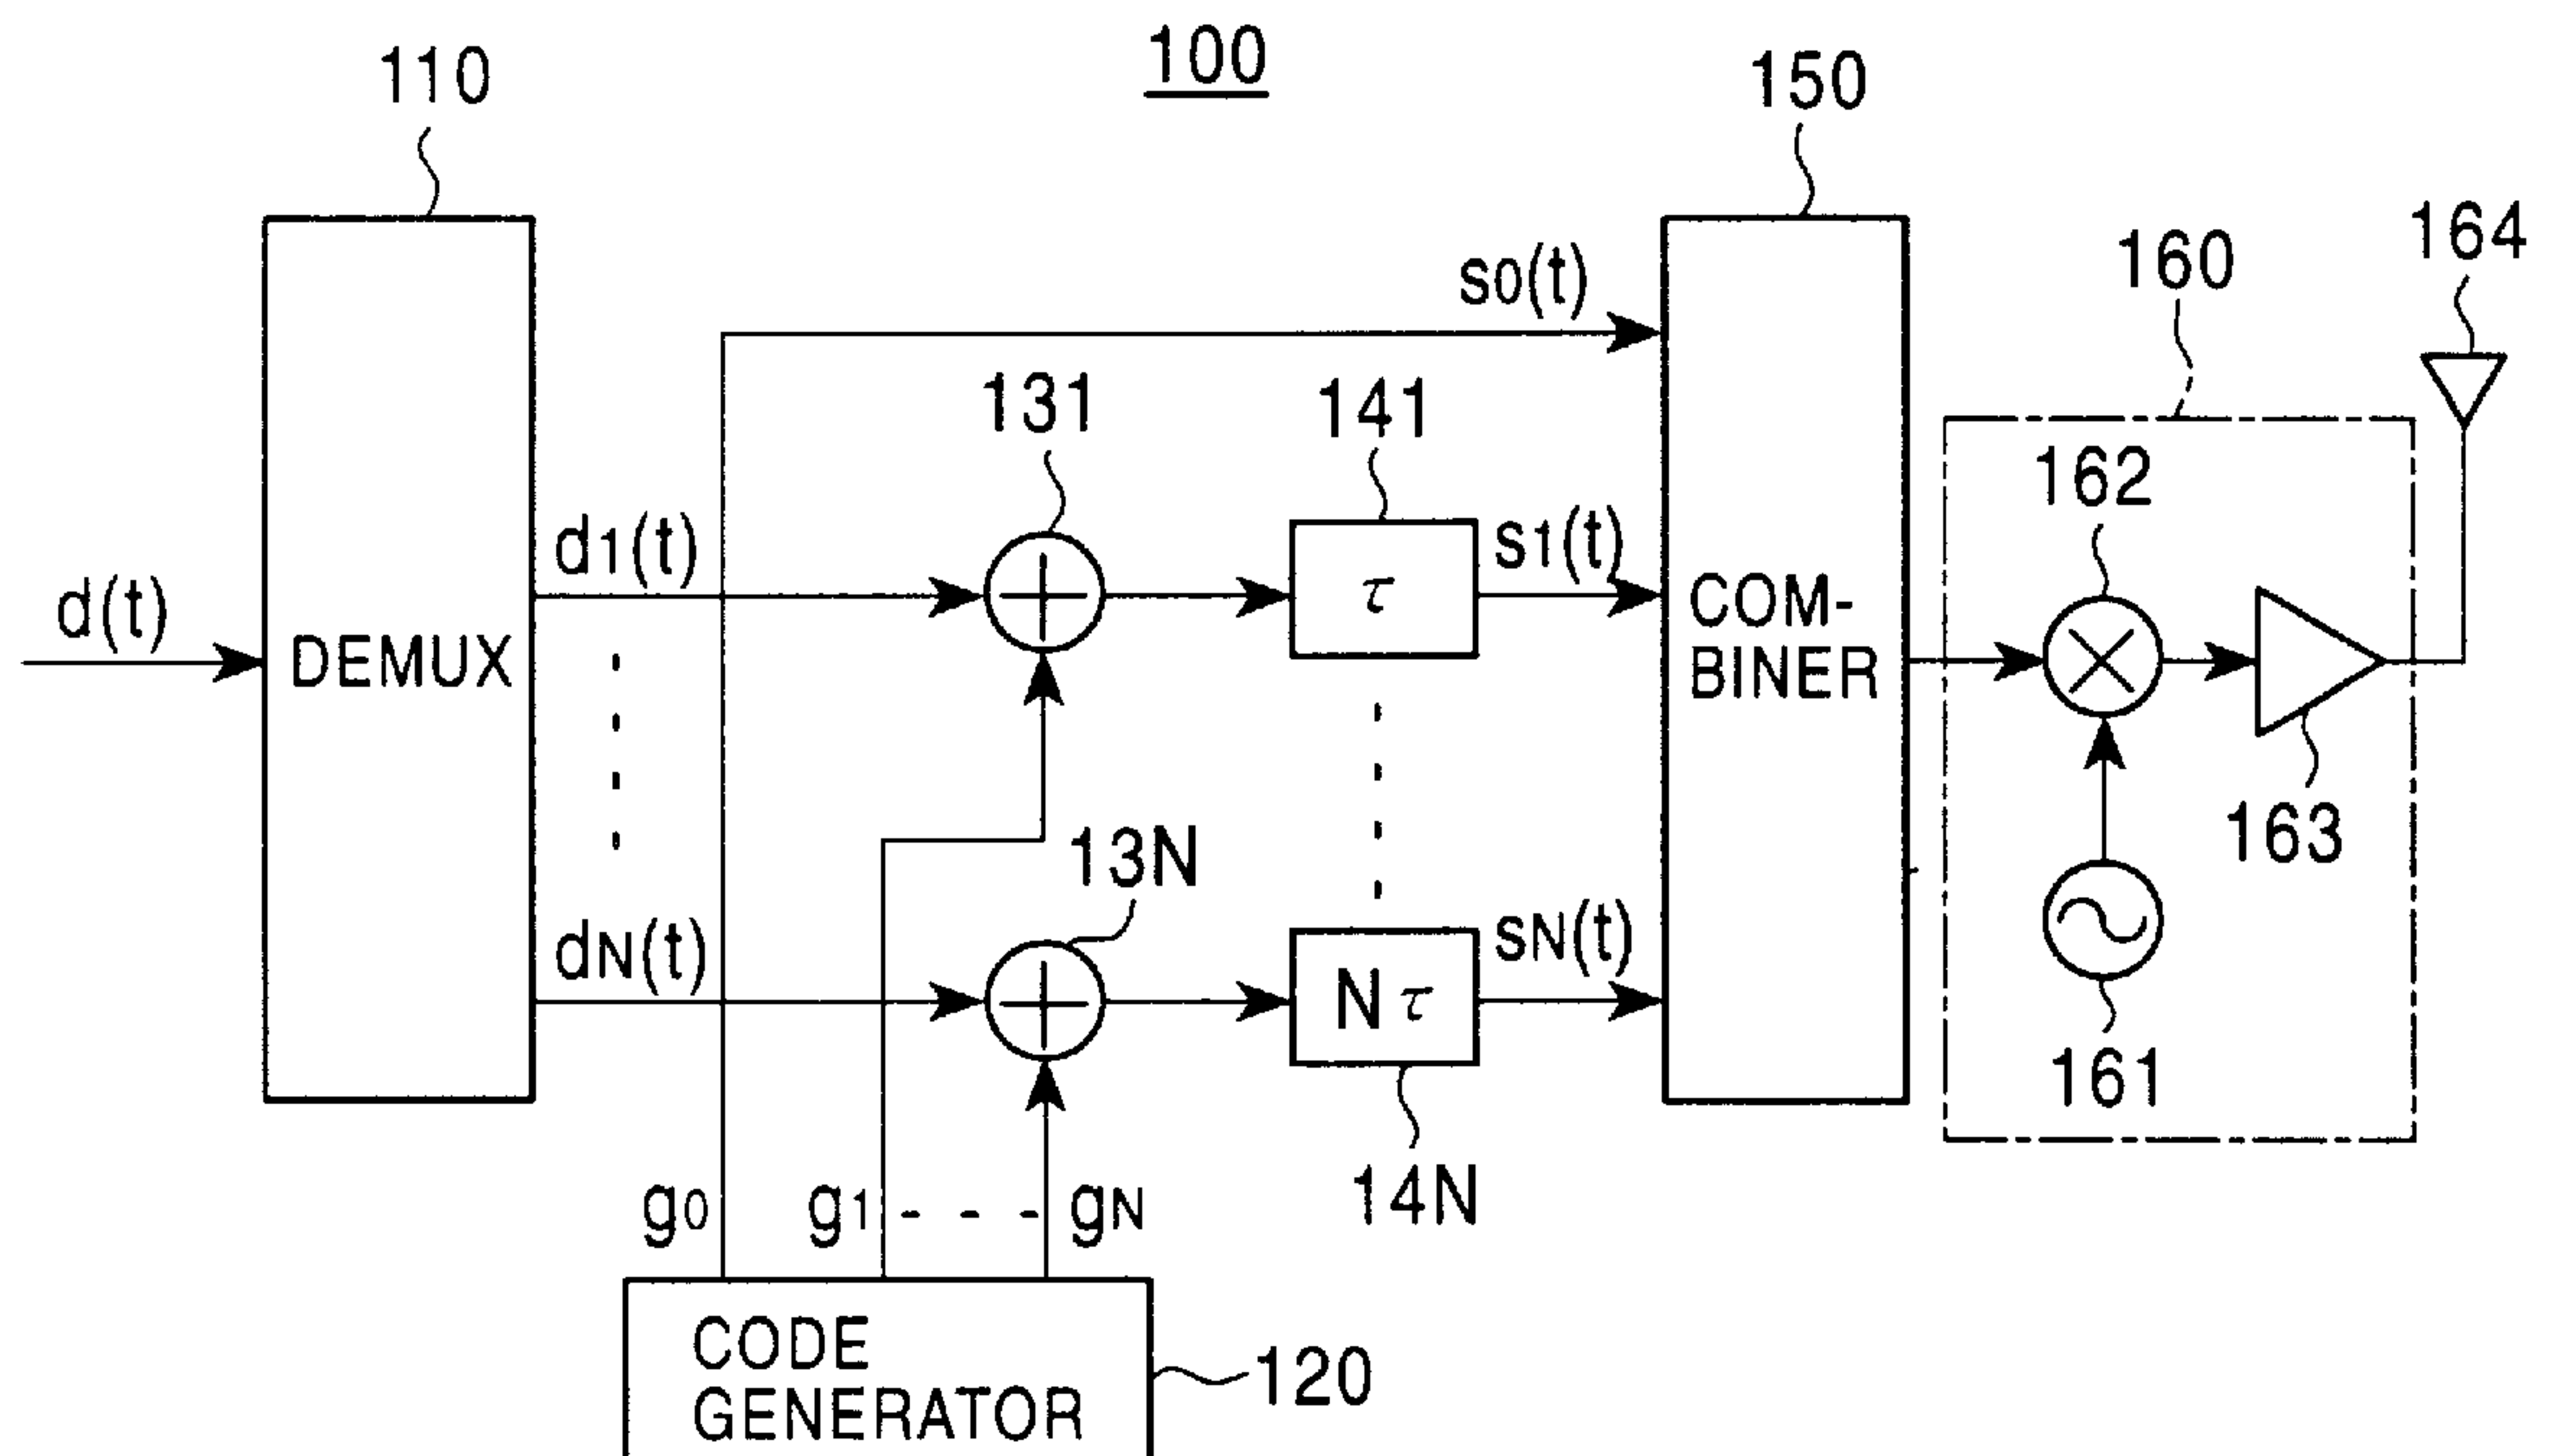 100
110
150
164
160
s0(t)
131
141
162
d1(t)
s1(t)
d(t)
τ
DEMUX
COM-
BINER
163
13N
dN(t)
sN(t)
N τ
161
14N
g0
g1
gN
CODE
GENERATOR
120